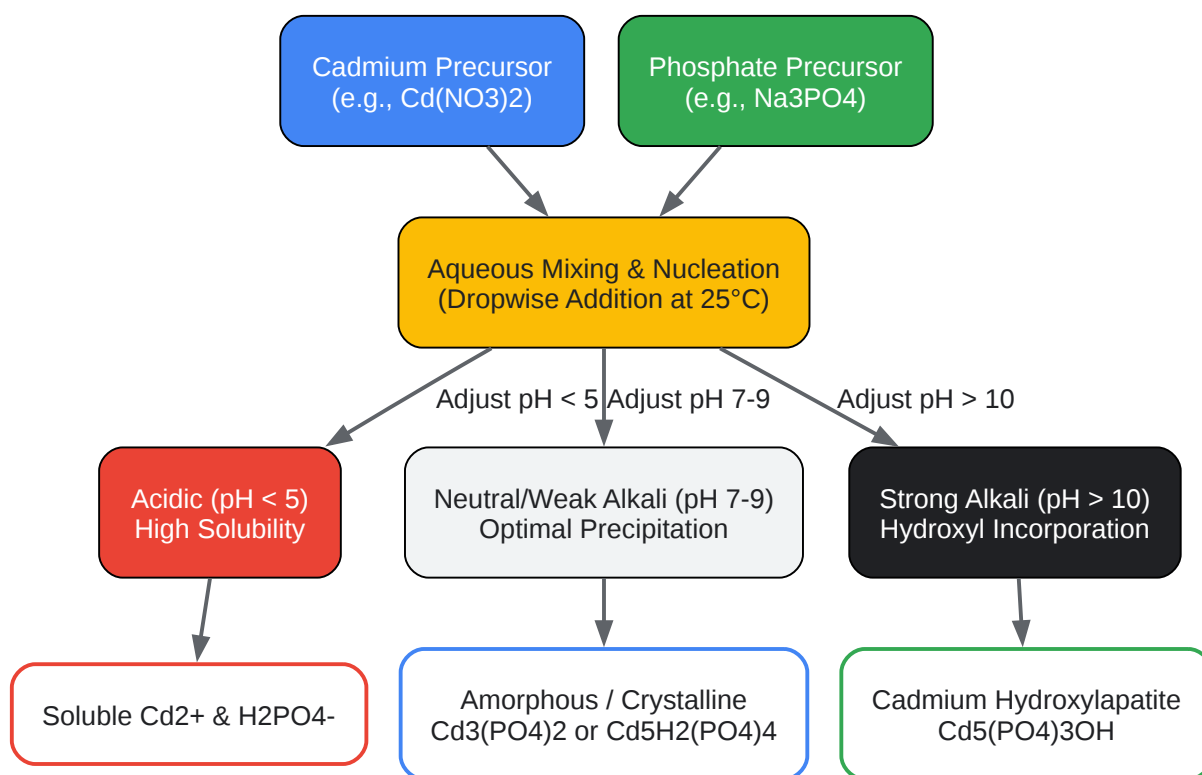 Cadmium Precursor
(e.g., Cd(NO3)2)
Phosphate Precursor
(e.g., Na3PO4)
Aqueous Mixing & Nucleation
(Dropwise Addition at 25°C)
Adjust pH < 5
Adjust pH 7-9
Adjust pH > 10
Acidic (pH < 5)
High Solubility
Neutral/Weak Alkali (pH 7-9)
Optimal Precipitation
Strong Alkali (pH > 10)
Hydroxyl Incorporation
Soluble Cd2+ & H2PO4-
Amorphous / Crystalline
Cd3(PO4)2 or Cd5H2(PO4)4
Cadmium Hydroxylapatite
Cd5(PO4)3OH